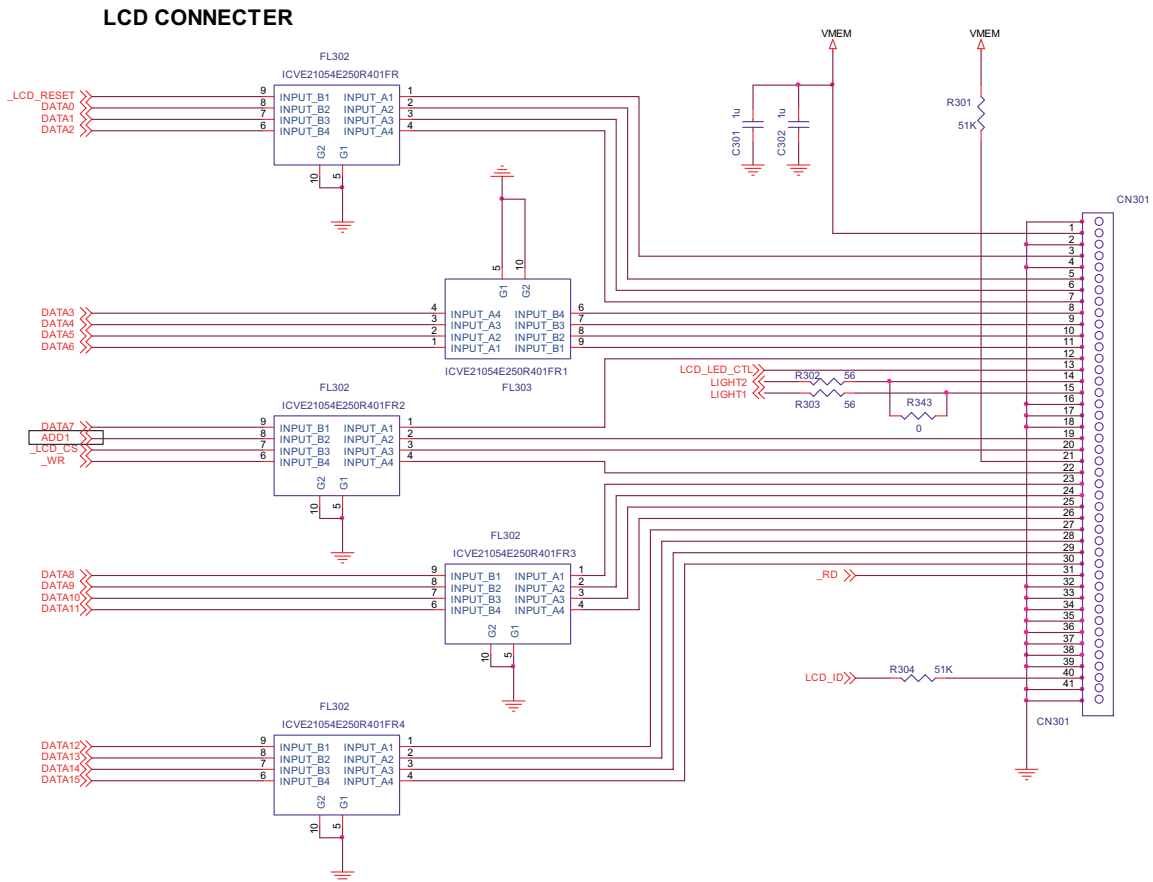 LCD CONNECTER
VMEM
VMEM
FL302
ICVE21054E250R401FR
_LCD_RESET
DATA0
DATA1
DATA2
9
8
7
6
INPUT_B1 INPUT_A1
INPUT_B2 INPUT_A2
INPUT_B3 INPUT_A3
INPUT_B4 INPUT_A4
1
2
3
4
G2 G1
10 5
C301 1u
C302 1u
R301
51K
CN301
5 10
G1 G2
DATA3
DATA4
DATA5
DATA6
4
3
2
1
INPUT_A4 INPUT_B4
INPUT_A3 INPUT_B3
INPUT_A2 INPUT_B2
INPUT_A1 INPUT_B1
6
7
8
9
ICVE21054E250R401FR1
FL303
LCD_LED_CTL
LIGHT2
LIGHT1
R302 56
R303 56
R343
0
FL302
ICVE21054E250R401FR2
DATA7
ADD1
_LCD_CS
_WR
9
8
7
6
INPUT_B1 INPUT_A1
INPUT_B2 INPUT_A2
INPUT_B3 INPUT_A3
INPUT_B4 INPUT_A4
1
2
3
4
G2 G1
10 5
FL302
ICVE21054E250R401FR3
DATA8
DATA9
DATA10
DATA11
9
8
7
6
INPUT_B1 INPUT_A1
INPUT_B2 INPUT_A2
INPUT_B3 INPUT_A3
INPUT_B4 INPUT_A4
1
2
3
4
G2 G1
10 5
_RD
LCD_ID
R304 51K
FL302
ICVE21054E250R401FR4
DATA12
DATA13
DATA14
DATA15
9
8
7
6
INPUT_B1 INPUT_A1
INPUT_B2 INPUT_A2
INPUT_B3 INPUT_A3
INPUT_B4 INPUT_A4
1
2
3
4
G2 G1
10 5
1
2
3
4
5
6
7
8
9
10
11
12
13
14
15
16
17
18
19
20
21
22
23
24
25
26
27
28
29
30
31
32
33
34
35
36
37
38
39
40
41
CN301